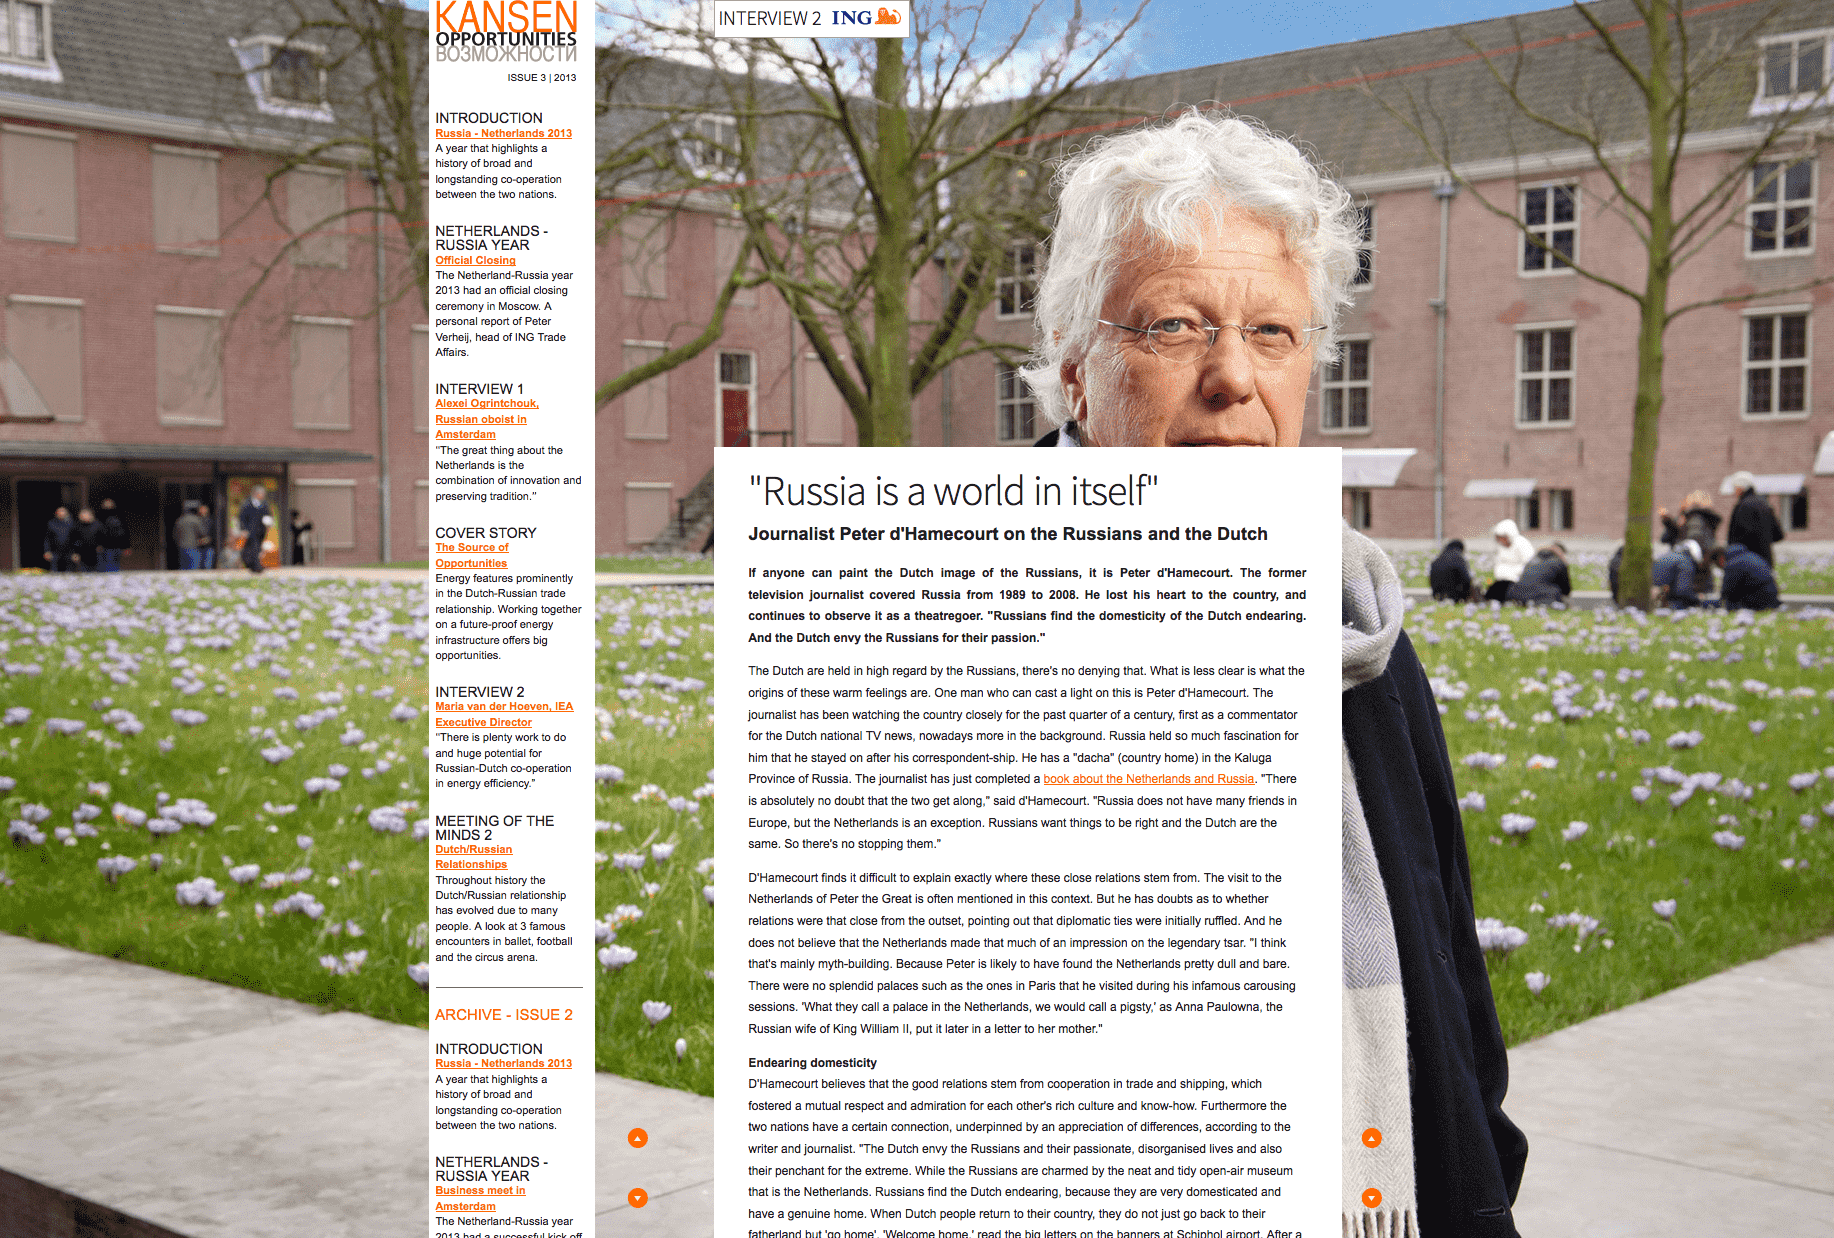 KANSEN
OPPORTUNITIES
ВОЗМОЖНОСТИ
ISSUE 3 | 2013
INTRODUCTION
Russia - Netherlands 2013
A year that highlights a
history of broad and
longstanding co-operation
between the two nations.
NETHERLANDS -
RUSSIA YEAR
Official Closing
The Netherland-Russia year
2013 had an official closing
ceremony in Moscow. A
personal report of Peter
Verheij, head of ING Trade
Affairs.
INTERVIEW 1
Alexei Ogrintchouk,
Russian oboist in
Amsterdam
"The great thing about the
Netherlands is the
combination of innovation and
preserving tradition."
COVER STORY
The Source of
Opportunities
Energy features prominently
in the Dutch-Russian trade
relationship. Working together
on a future-proof energy
infrastructure offers big
opportunities.
INTERVIEW 2
Maria van der Hoeven, IEA
Executive Director
"There is plenty work to do
and huge potential for
Russian-Dutch co-operation
in energy efficiency."
MEETING OF THE
MINDS 2
Dutch/Russian
Relationships
Throughout history the
Dutch/Russian relationship
has evolved due to many
people. A look at 3 famous
encounters in ballet, football
and the circus arena.
ARCHIVE - ISSUE 2
INTRODUCTION
Russia - Netherlands 2013
A year that highlights a
history of broad and
longstanding co-operation
between the two nations.
NETHERLANDS -
RUSSIA YEAR
Business meet in
Amsterdam
The Netherland-Russia year
2013 had a successful kick off
INTERVIEW 2 ING
"Russia is a world in itself"
Journalist Peter d'Hamecourt on the Russians and the Dutch
If anyone can paint the Dutch image of the Russians, it is Peter d'Hamecourt. The former
television journalist covered Russia from 1989 to 2008. He lost his heart to the country, and
continues to observe it as a theatregoer. "Russians find the domesticity of the Dutch endearing.
And the Dutch envy the Russians for their passion."
The Dutch are held in high regard by the Russians, there's no denying that. What is less clear is what the
origins of these warm feelings are. One man who can cast a light on this is Peter d'Hamecourt. The
journalist has been watching the country closely for the past quarter of a century, first as a commentator
for the Dutch national TV news, nowadays more in the background. Russia held so much fascination for
him that he stayed on after his correspondent-ship. He has a "dacha" (country home) in the Kaluga
Province of Russia. The journalist has just completed a book about the Netherlands and Russia. "There
is absolutely no doubt that the two get along," said d'Hamecourt. "Russia does not have many friends in
Europe, but the Netherlands is an exception. Russians want things to be right and the Dutch are the
same. So there's no stopping them."
D'Hamecourt finds it difficult to explain exactly where these close relations stem from. The visit to the
Netherlands of Peter the Great is often mentioned in this context. But he has doubts as to whether
relations were that close from the outset, pointing out that diplomatic ties were initially ruffled. And he
does not believe that the Netherlands made that much of an impression on the legendary tsar. "I think
that's mainly myth-building. Because Peter is likely to have found the Netherlands pretty dull and bare.
There were no splendid palaces such as the ones in Paris that he visited during his infamous carousing
sessions. 'What they call a palace in the Netherlands, we would call a pigsty,' as Anna Paulowna, the
Russian wife of King William II, put it later in a letter to her mother."
Endearing domesticity
D'Hamecourt believes that the good relations stem from cooperation in trade and shipping, which
fostered a mutual respect and admiration for each other's rich culture and know-how. Furthermore the
two nations have a certain connection, underpinned by an appreciation of differences, according to the
writer and journalist. "The Dutch envy the Russians and their passionate, disorganised lives and also
their penchant for the extreme. While the Russians are charmed by the neat and tidy open-air museum
that is the Netherlands. Russians find the Dutch endearing, because they are very domesticated and
have a genuine home. When Dutch people return to their country, they do not just go back to their
fatherland but 'go home'. 'Welcome home,' read the big letters on the banners at Schiphol airport. After a